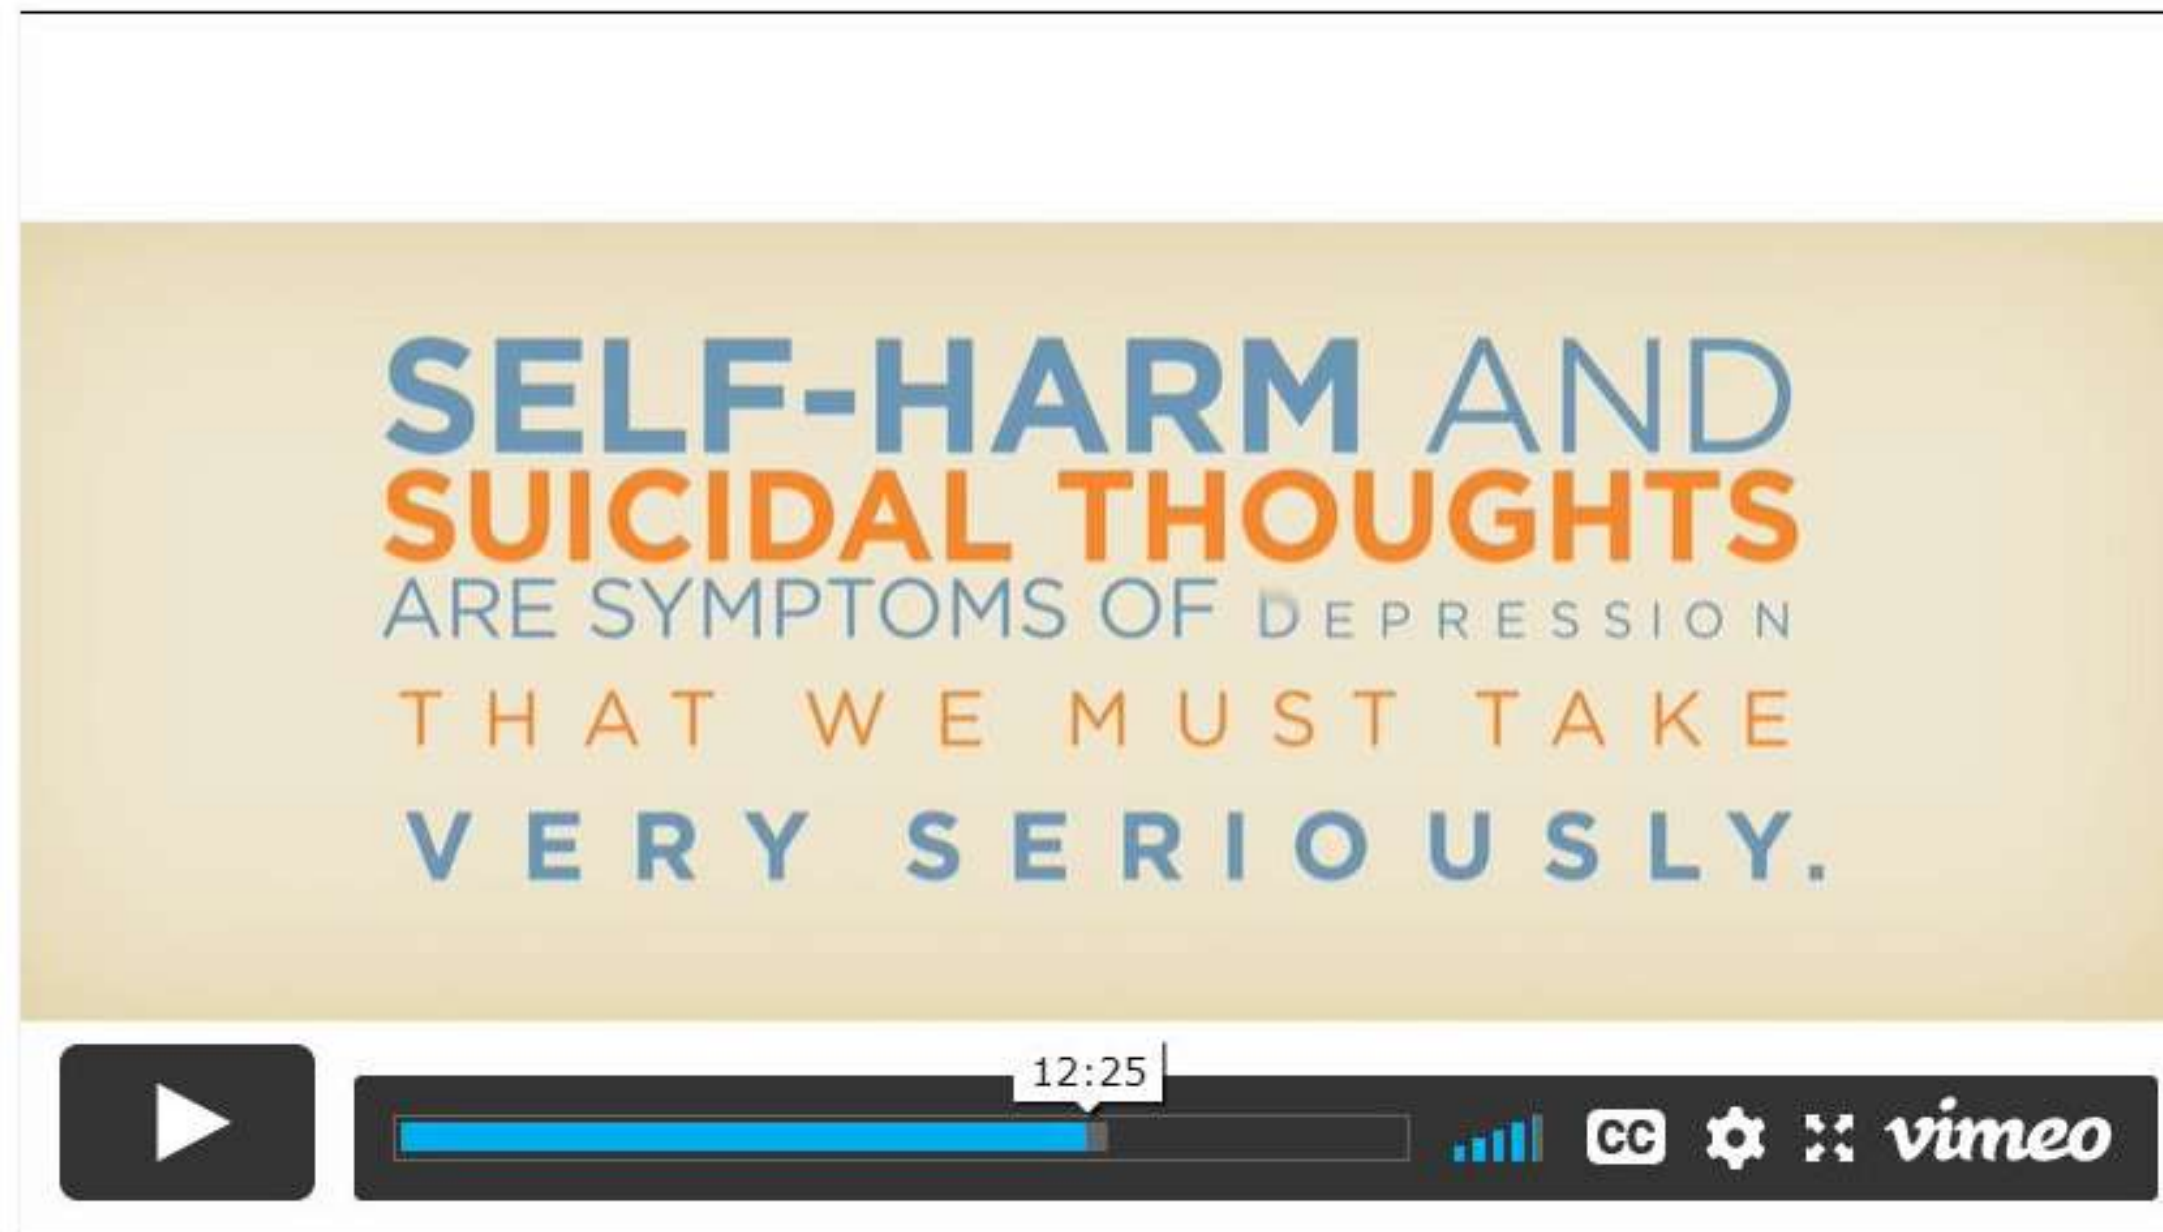 SELF-HARM AND
SUICIDAL THOUGHTS
ARE SYMPTOMS OF DEPRESSION
THAT WE MUST TAKE
VERY SERIOUSLY.
12:25
CC
vimeo